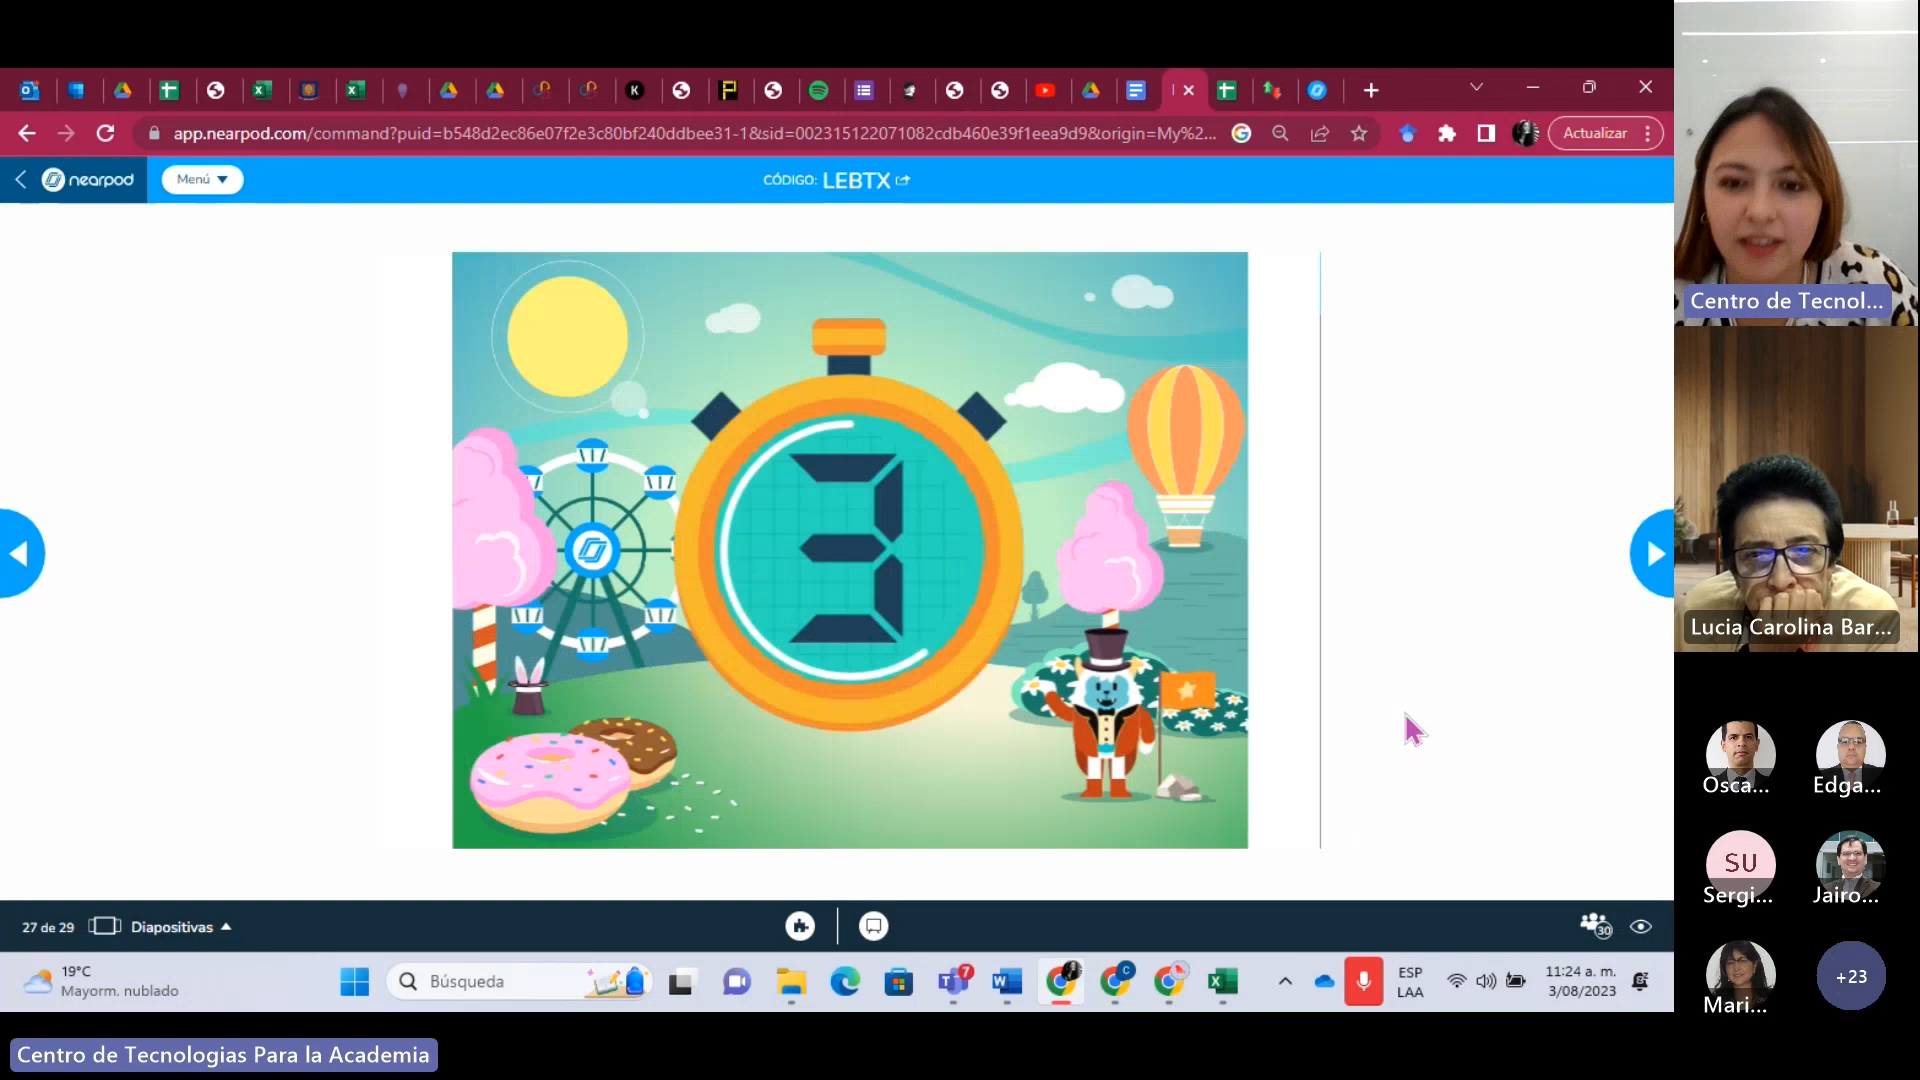 app.nearpod.com/command?puid=b548d2ec86e07f2e3c80bf240ddbee31-1&sid=002315122071082cdb460e39f1eea9d9&origin=My%2...
Actualizar
nearpod
Menú
CÓDIGO: LEBTX
3
27 de 29
Diapositivas
30
19°C
Mayorm. nublado
Búsqueda
7
ESP
LAA
11:24 a. m.
3/08/2023
Centro de Tecnol...
Lucia Carolina Bar...
Osca...
Edga...
SU
Sergi...
Jairo...
Mari...
+23
Centro de Tecnologias Para la Academia